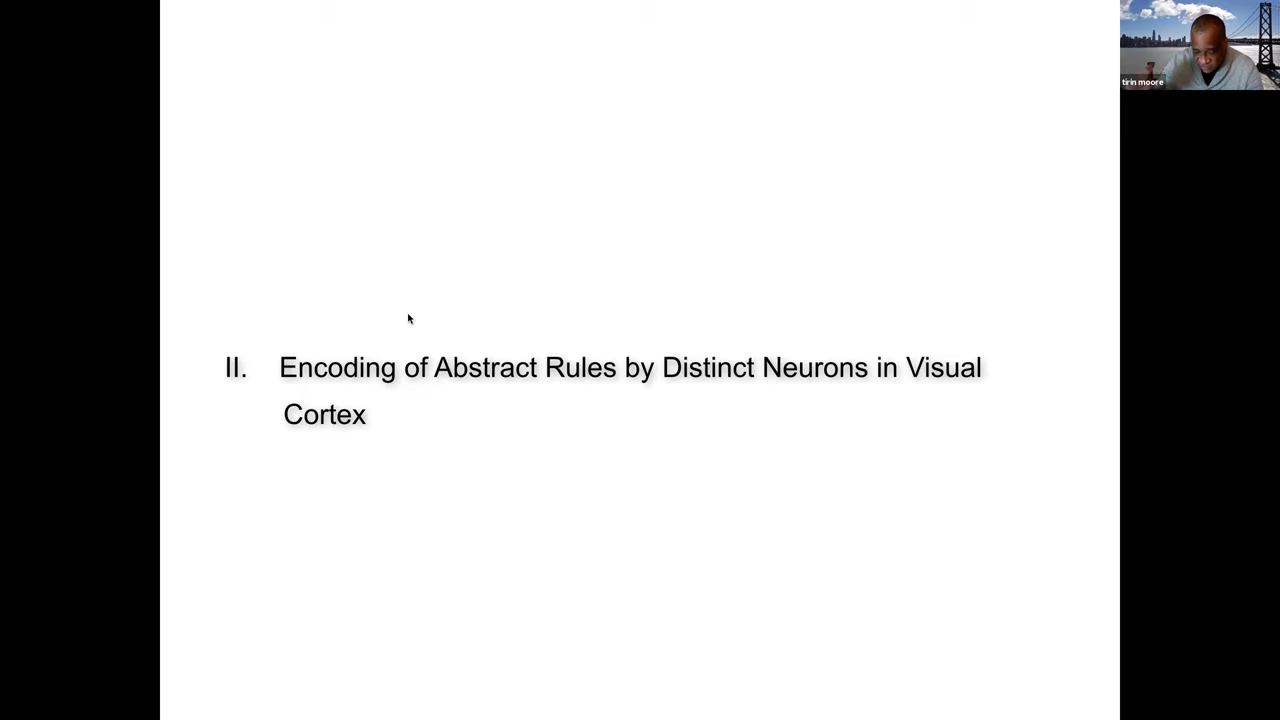 tirin moore
II. Encoding of Abstract Rules by Distinct Neurons in Visual
Cortex